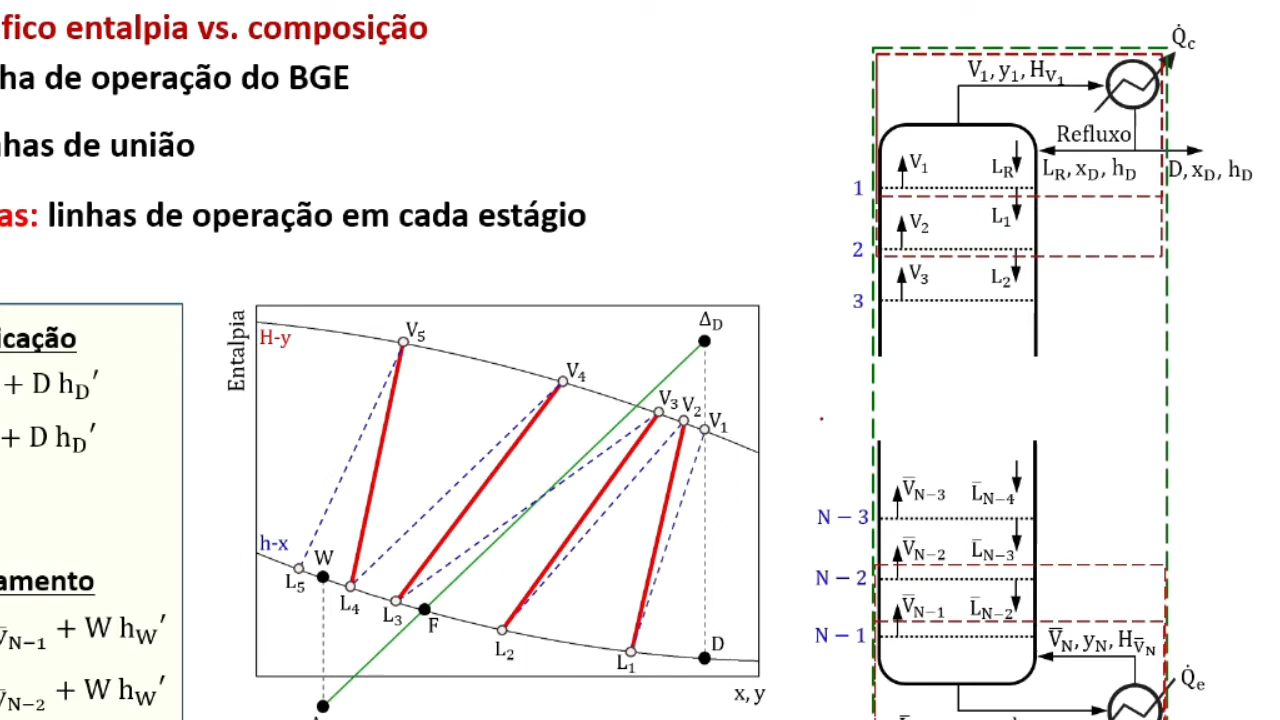 fico entalpia vs. composição
ha de operação do BGE
has de união
as: linhas de operação em cada estágio
icação
+ D h_D′
+ D h_D′
amento
V̄_N−1 + W h_W′
V̄_N−2 + W h_W′
Entalpia
H-y
h-x
V₅
V₄
V₃
V₂
V₁
Δ_D
L₅
W
L₄
L₃
F
L₂
L₁
D
x, y
Q̇_c
V₁, y₁, H_V₁
Refluxo
L_R, x_D, h_D
D, x_D, h_D
V₁
L_R
1
V₂
L₁
2
V₃
L₂
3
V̄_N−3
L̄_N−4
N − 3
V̄_N−2
L̄_N−3
N − 2
V̄_N−1
L̄_N−2
N − 1
V̄_N, y_N, H_V̄_N
Q̇_e